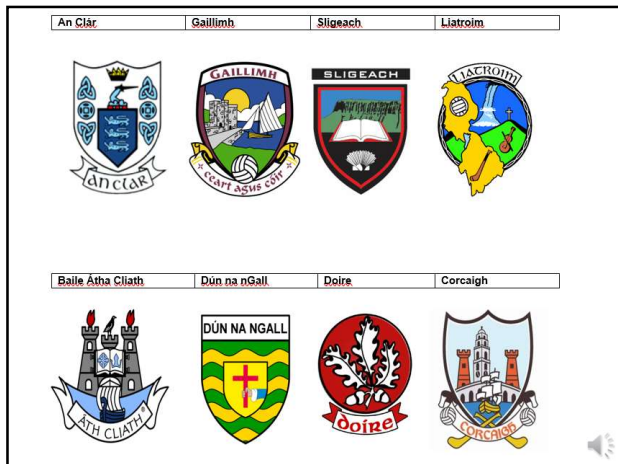 An Clár Gaillimh Sligeach Liatroim
an clar
GAILLIMH
ceart agus cóir
SLIGEACH
LIATROIM
Baile Átha Cliath Dún na nGall Doire Corcaigh
ÁTH CLIATH
DÚN NA NGALL
Doire
CORCAIGH